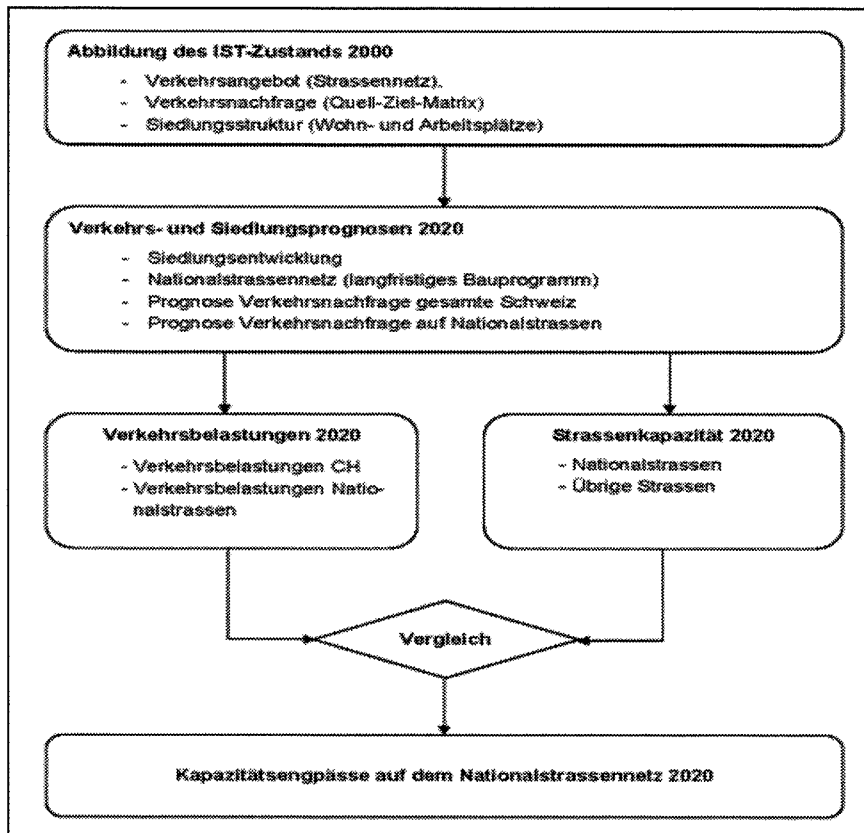 Abbildung des IST-Zustands 2000
- Verkehrsangebot (Strassennetz).
- Verkehrsnachfrage (Quell-Ziel-Matrix)
- Siedlungsstruktur (Wohn- und Arbeitsplätze)
Verkehrs- und Siedlungsprognosen 2020
- Siedlungsentwicklung
- Nationalstrassennetz (langfristiges Bauprogramm)
- Prognose Verkehrsnachfrage gesamte Schweiz
- Prognose Verkehrsnachfrage auf Nationalstrassen
Verkehrsbelastungen 2020
- Verkehrsbelastungen CH
- Verkehrsbelastungen Natio-
nalstrassen
Strassenkapazität 2020
- Nationalstrassen
- Übrige Strassen
Vergleich
Kapazitätsengpässe auf dem Nationalstrassennetz 2020